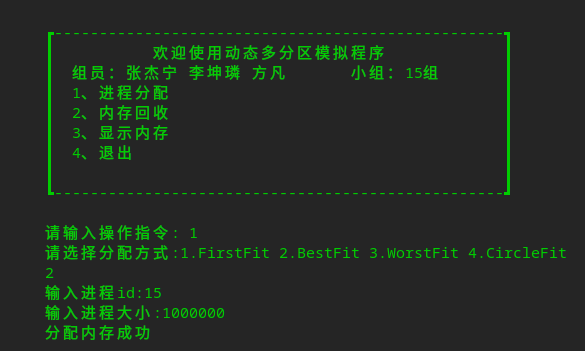 欢迎使用动态多分区模拟程序
组员：张杰宁 李坤璘 方凡 小组：15组
1、进程分配
2、内存回收
3、显示内存
4、退出
请输入操作指令：1
请选择分配方式:1.FirstFit 2.BestFit 3.WorstFit 4.CircleFit
2
输入进程id:15
输入进程大小:1000000
分配内存成功